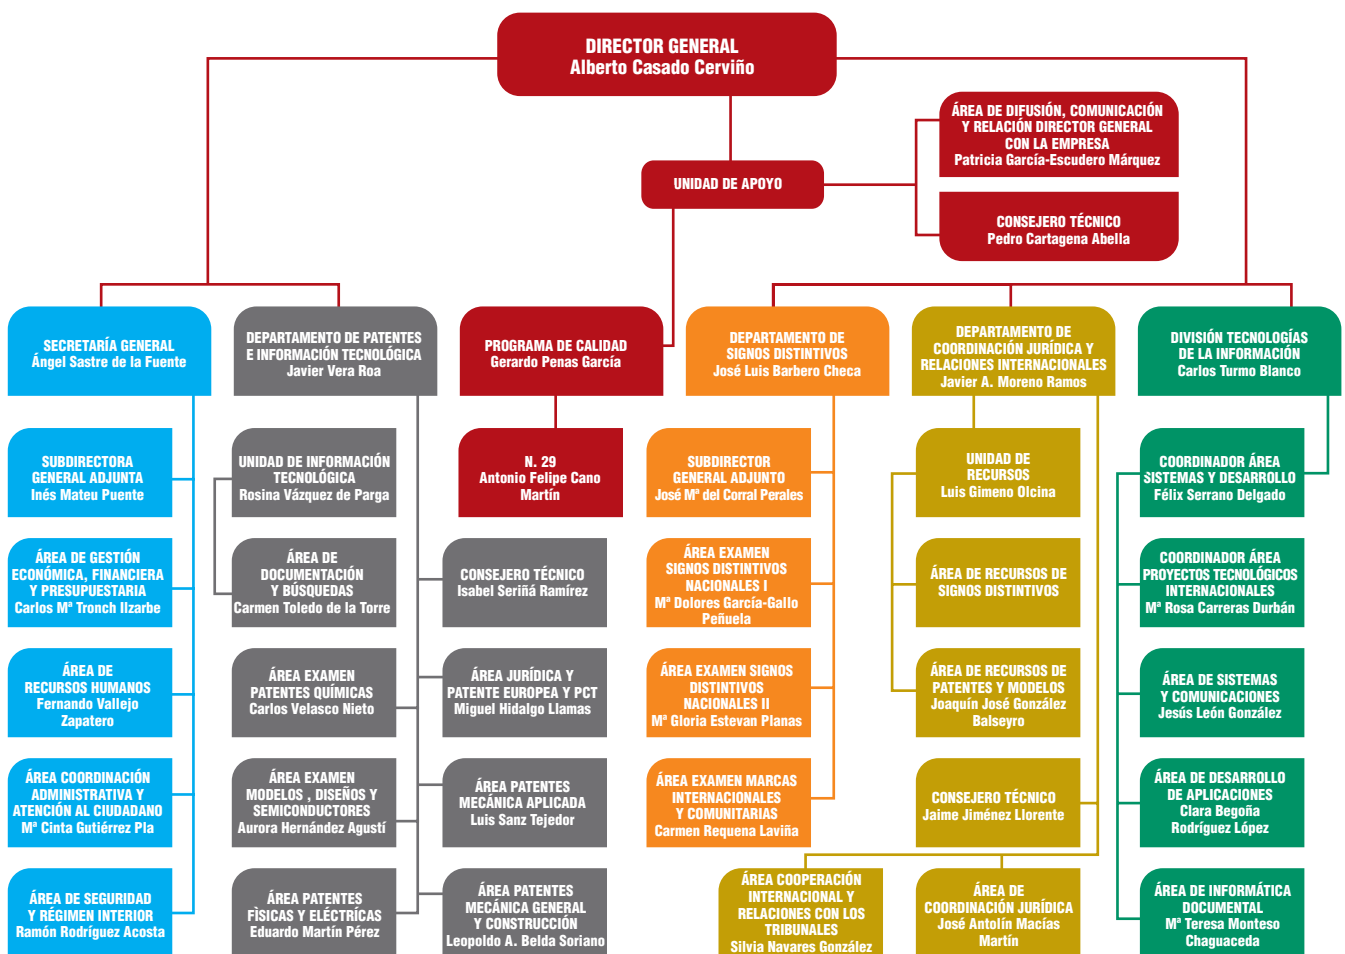 DIRECTOR GENERAL
Alberto Casado Cerviño
ÁREA DE DIFUSIÓN, COMUNICACIÓN
Y RELACIÓN DIRECTOR GENERAL
CON LA EMPRESA
Patricia García-Escudero Márquez
UNIDAD DE APOYO
CONSEJERO TÉCNICO
Pedro Cartagena Abella
SECRETARÍA GENERAL
Ángel Sastre de la Fuente
DEPARTAMENTO DE PATENTES
E INFORMACIÓN TECNOLÓGICA
Javier Vera Roa
PROGRAMA DE CALIDAD
Gerardo Penas García
DEPARTAMENTO DE
SIGNOS DISTINTIVOS
José Luis Barbero Checa
DEPARTAMENTO DE
COORDINACIÓN JURÍDICA Y
RELACIONES INTERNACIONALES
Javier A. Moreno Ramos
DIVISIÓN TECNOLOGÍAS
DE LA INFORMACIÓN
Carlos Turmo Blanco
SUBDIRECTORA
GENERAL ADJUNTA
Inés Mateu Puente
UNIDAD DE INFORMACIÓN
TECNOLÓGICA
Rosina Vázquez de Parga
N. 29
Antonio Felipe Cano
Martín
SUBDIRECTOR
GENERAL ADJUNTO
José Mª del Corral Perales
UNIDAD DE
RECURSOS
Luis Gimeno Olcina
COORDINADOR ÁREA
SISTEMAS Y DESARROLLO
Félix Serrano Delgado
ÁREA DE GESTIÓN
ECONÓMICA, FINANCIERA
Y PRESUPUESTARIA
Carlos Mª Tronch Ilzarbe
ÁREA DE
DOCUMENTACIÓN
Y BÚSQUEDAS
Carmen Toledo de la Torre
CONSEJERO TÉCNICO
Isabel Seriñá Ramírez
ÁREA EXAMEN
SIGNOS DISTINTIVOS
NACIONALES I
Mª Dolores García-Gallo
Peñuela
ÁREA DE RECURSOS DE
SIGNOS DISTINTIVOS
COORDINADOR ÁREA
PROYECTOS TECNOLÓGICOS
INTERNACIONALES
Mª Rosa Carreras Durbán
ÁREA DE
RECURSOS HUMANOS
Fernando Vallejo
Zapatero
ÁREA EXAMEN
PATENTES QUÍMICAS
Carlos Velasco Nieto
ÁREA JURÍDICA Y
PATENTE EUROPEA Y PCT
Miguel Hidalgo Llamas
ÁREA EXAMEN SIGNOS
DISTINTIVOS
NACIONALES II
Mª Gloria Estevan Planas
ÁREA DE RECURSOS DE
PATENTES Y MODELOS
Joaquín José González
Balseyro
ÁREA DE SISTEMAS
Y COMUNICACIONES
Jesús León González
ÁREA COORDINACIÓN
ADMINISTRATIVA Y
ATENCIÓN AL CIUDADANO
Mª Cinta Gutiérrez Pla
ÁREA EXAMEN
MODELOS , DISEÑOS Y
SEMICONDUCTORES
Aurora Hernández Agustí
ÁREA PATENTES
MECÁNICA APLICADA
Luis Sanz Tejedor
ÁREA EXAMEN MARCAS
INTERNACIONALES
Y COMUNITARIAS
Carmen Requena Laviña
CONSEJERO TÉCNICO
Jaime Jiménez Llorente
ÁREA DE DESARROLLO
DE APLICACIONES
Clara Begoña
Rodríguez López
ÁREA DE SEGURIDAD
Y RÉGIMEN INTERIOR
Ramón Rodríguez Acosta
ÁREA PATENTES
FÌSICAS Y ELÉCTRÍCAS
Eduardo Martín Pérez
ÁREA PATENTES
MECÁNICA GENERAL
Y CONSTRUCCIÓN
Leopoldo A. Belda Soriano
ÁREA COOPERACIÓN
INTERNACIONAL Y
RELACIONES CON LOS
TRIBUNALES
Silvia Navares González
ÁREA DE
COORDINACIÓN JURÍDICA
José Antolín Macías
Martín
ÁREA DE INFORMÁTICA
DOCUMENTAL
Mª Teresa Monteso
Chaguaceda